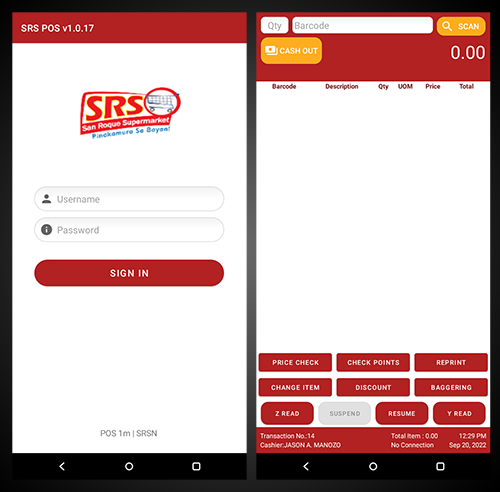 SRS POS v1.0.17
SRS
San Roque Supermarket
Pinakamura Sa Bayan!
Username
Password
SIGN IN
POS 1m | SRSN
Qty
Barcode
SCAN
CASH OUT
0.00
Barcode Description Qty UOM Price Total
PRICE CHECK CHECK POINTS REPRINT
CHANGE ITEM DISCOUNT BAGGERING
Z READ SUSPEND RESUME Y READ
Transaction No.:14 Total Item : 0.00 12:29 PM
Cashier:JASON A. MANOZO No Connection Sep 20, 2022